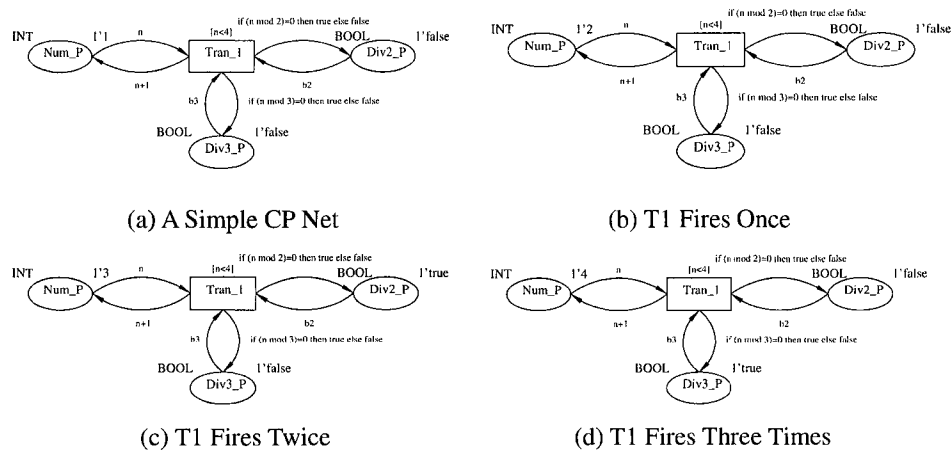 if (n mod 2)=0 then true else false
INT 1'1 n [n<4] BOOL 1'false
Num_P Tran_1 Div2_P
n+1 b2
b3 if (n mod 3)=0 then true else false
BOOL 1'false
Div3_P
(a) A Simple CP Net
if (n mod 2)=0 then true else false
INT 1'2 n [n<4] BOOL 1'false
Num_P Tran_1 Div2_P
n+1 b2
b3 if (n mod 3)=0 then true else false
BOOL 1'false
Div3_P
(b) T1 Fires Once
if (n mod 2)=0 then true else false
INT 1'3 n [n<4] BOOL 1'true
Num_P Tran_1 Div2_P
n+1 b2
b3 if (n mod 3)=0 then true else false
BOOL 1'false
Div3_P
(c) T1 Fires Twice
if (n mod 2)=0 then true else false
INT 1'4 n [n<4] BOOL 1'false
Num_P Tran_1 Div2_P
n+1 b2
b3 if (n mod 3)=0 then true else false
BOOL 1'true
Div3_P
(d) T1 Fires Three Times